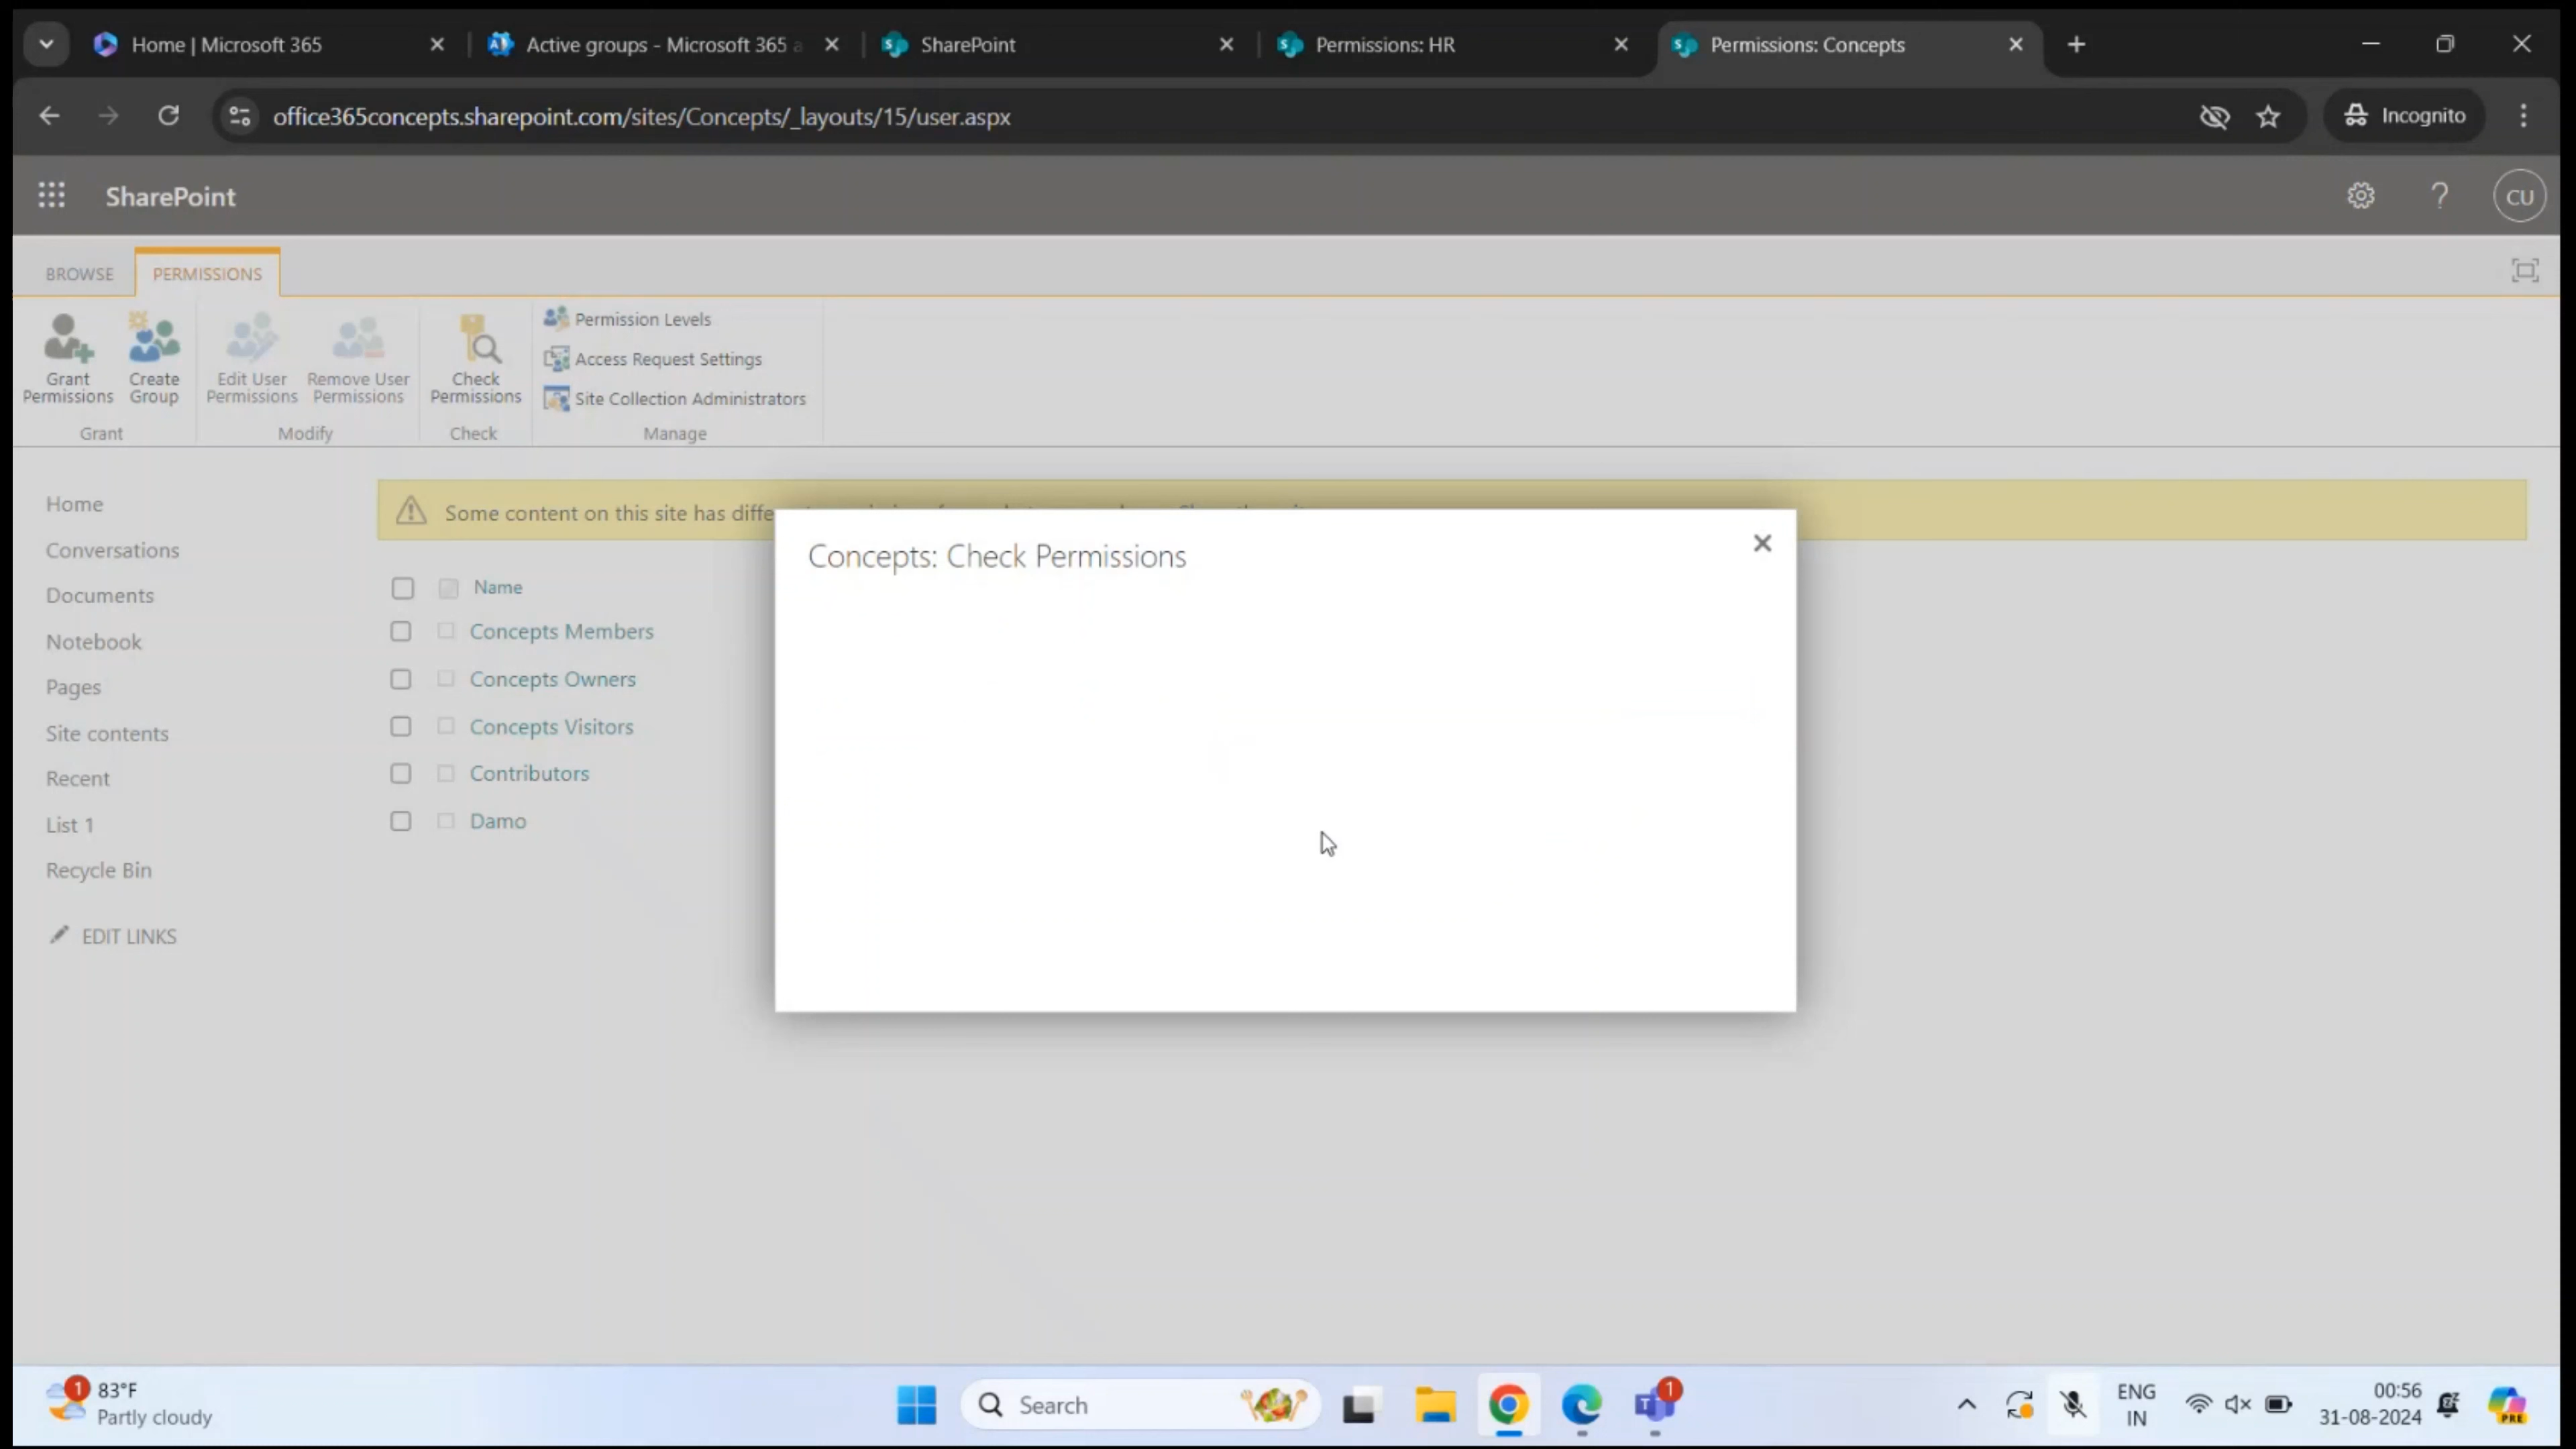 Home | Microsoft 365
Active groups - Microsoft 365 a
SharePoint
Permissions: HR
Permissions: Concepts
office365concepts.sharepoint.com/sites/Concepts/_layouts/15/user.aspx
Incognito
SharePoint
?
CU
BROWSE
PERMISSIONS
Grant
Permissions
Create
Group
Edit User
Permissions
Remove User
Permissions
Check
Permissions
Permission Levels
Access Request Settings
Site Collection Administrators
Grant
Modify
Check
Manage
Home
Conversations
Documents
Notebook
Pages
Site contents
Recent
List 1
Recycle Bin
EDIT LINKS
Some content on this site has diffe
Name
Concepts Members
Concepts Owners
Concepts Visitors
Contributors
Damo
Concepts: Check Permissions
1
83°F
Partly cloudy
Search
1
ENG
IN
00:56
31-08-2024
PRE